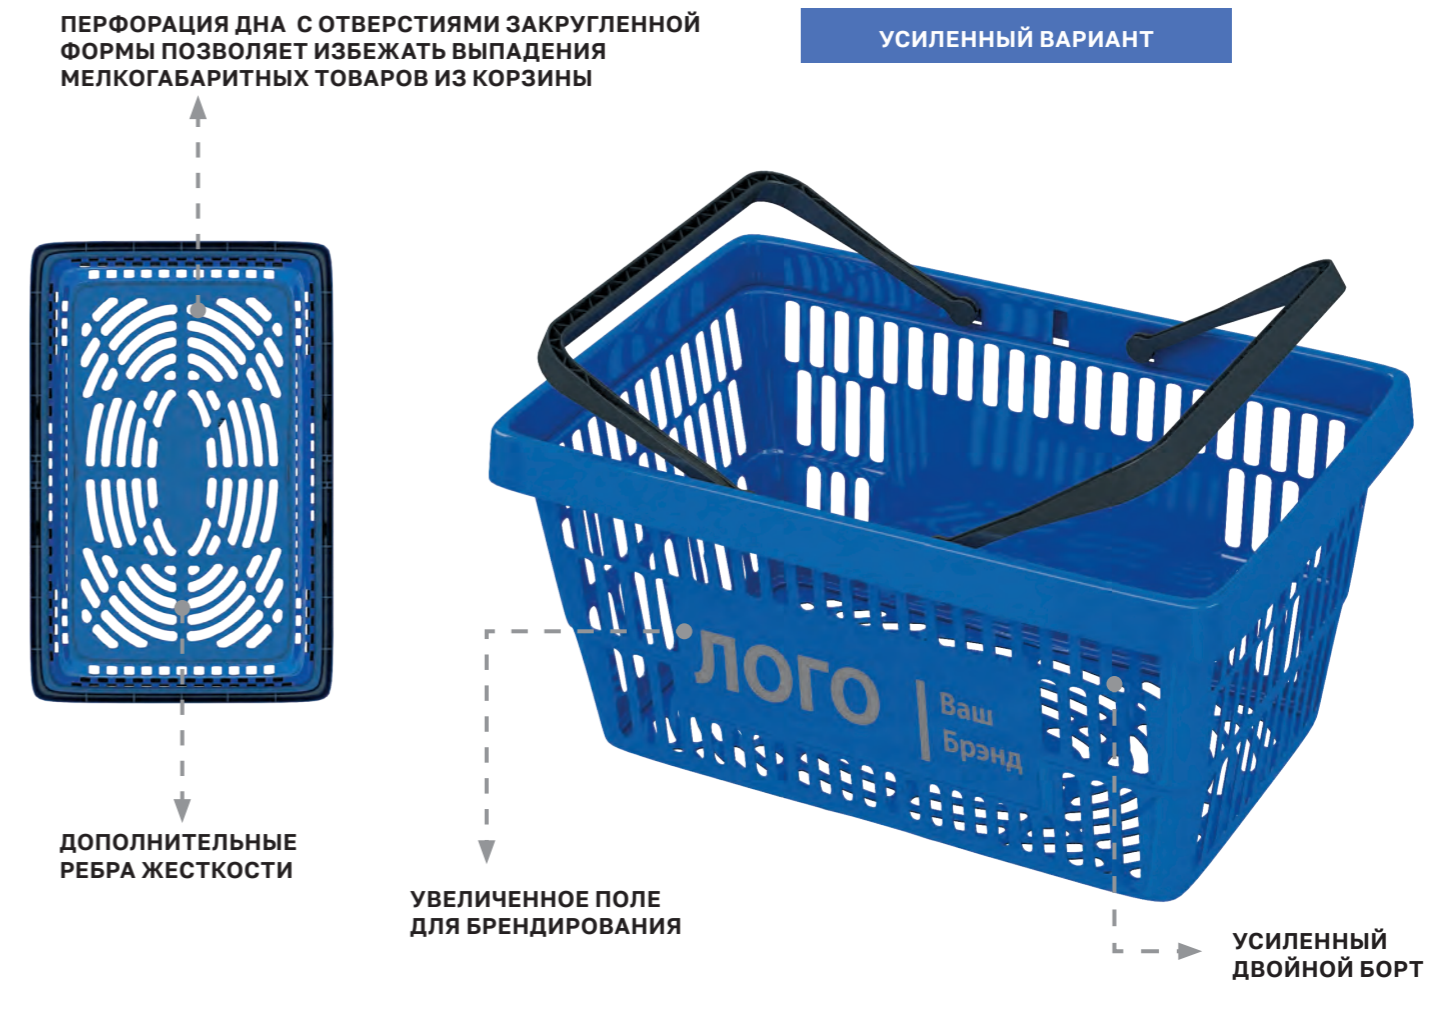 ПЕРФОРАЦИЯ ДНА С ОТВЕРСТИЯМИ ЗАКРУГЛЕННОЙ
ФОРМЫ ПОЗВОЛЯЕТ ИЗБЕЖАТЬ ВЫПАДЕНИЯ
МЕЛКОГАБАРИТНЫХ ТОВАРОВ ИЗ КОРЗИНЫ
УСИЛЕННЫЙ ВАРИАНТ
ЛОГО
Ваш
Брэнд
ДОПОЛНИТЕЛЬНЫЕ
РЕБРА ЖЕСТКОСТИ
УВЕЛИЧЕННОЕ ПОЛЕ
ДЛЯ БРЕНДИРОВАНИЯ
УСИЛЕННЫЙ
ДВОЙНОЙ БОРТ